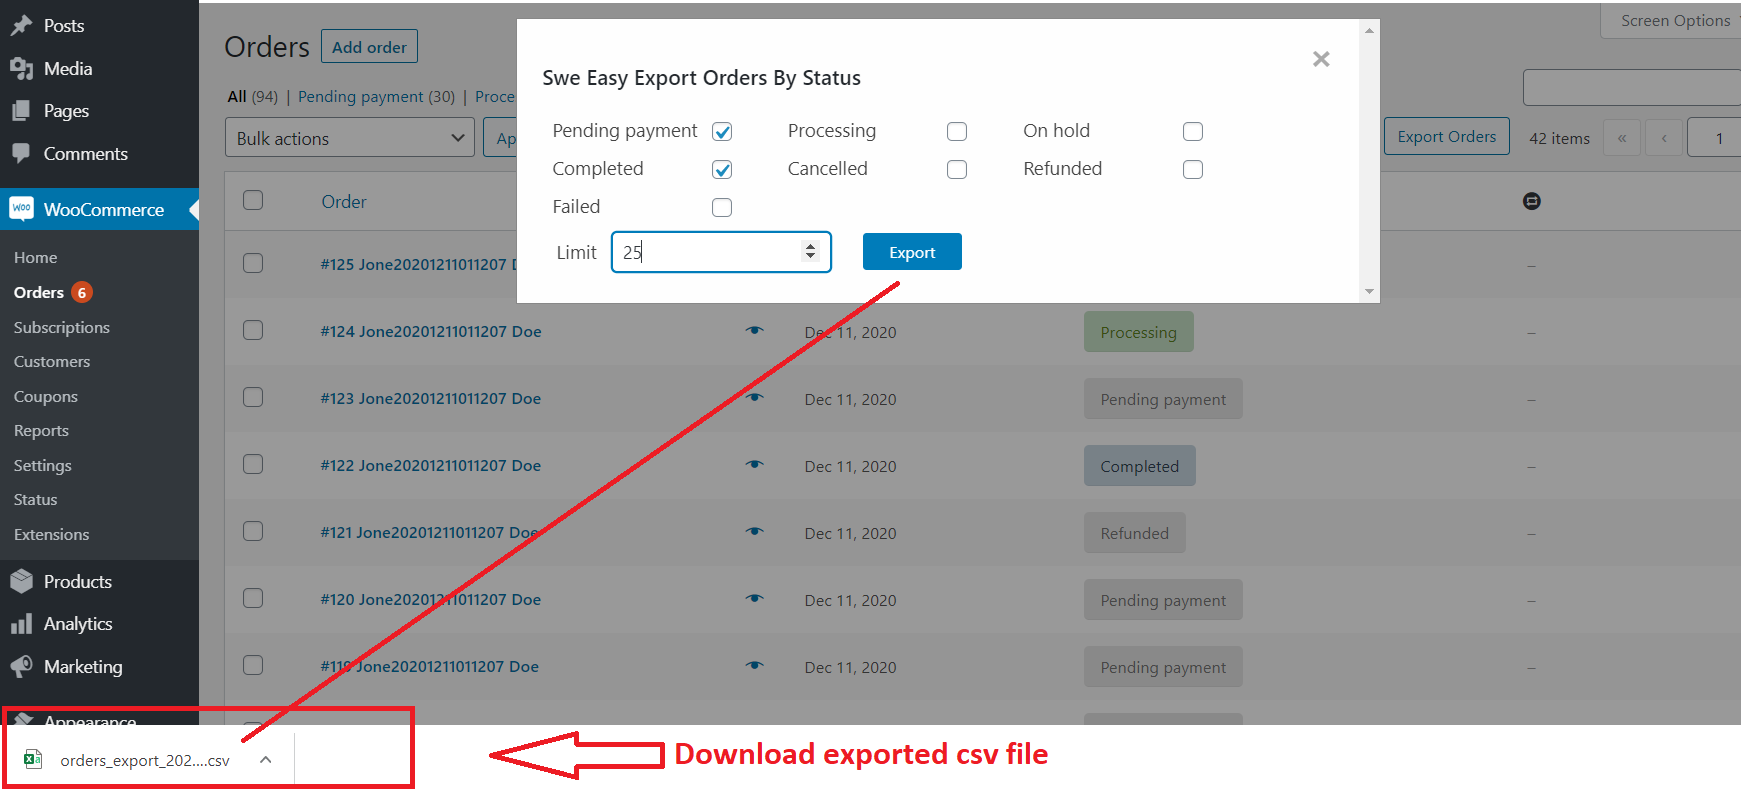 Posts
Media
Pages
Comments
WooCommerce
Home
Orders 6
Subscriptions
Customers
Coupons
Reports
Settings
Status
Extensions
Products
Analytics
Marketing
Appearance
Screen Options
Orders Add order
All (94) | Pending payment (30) | Proce
Bulk actions
Ap
Export Orders 42 items « ‹ 1
Swe Easy Export Orders By Status
Pending payment Processing On hold
Completed Cancelled Refunded
Failed
Limit 25 Export
Order
#125 Jone20201211011207 D
#124 Jone20201211011207 Doe Dec 11, 2020 Processing –
#123 Jone20201211011207 Doe Dec 11, 2020 Pending payment –
#122 Jone20201211011207 Doe Dec 11, 2020 Completed –
#121 Jone20201211011207 Doe Dec 11, 2020 Refunded –
#120 Jone20201211011207 Doe Dec 11, 2020 Pending payment –
#119 Jone20201211011207 Doe Dec 11, 2020 Pending payment –
orders_export_202....csv
Download exported csv file